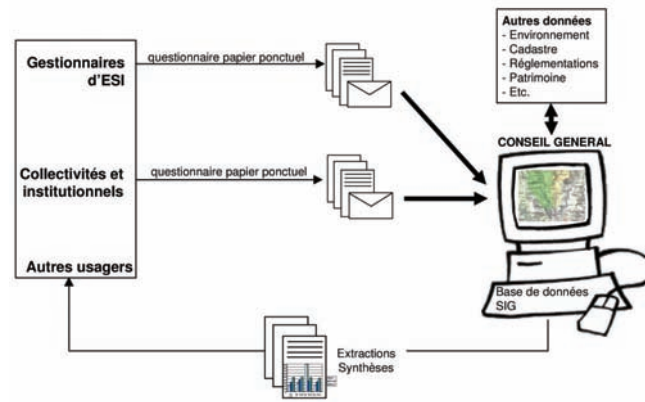 Gestionnaires
d'ESI
questionnaire papier ponctuel
Autres données
- Environnement
- Cadastre
- Réglementations
- Patrimoine
- Etc.
CONSEIL GENERAL
Collectivités et
institutionnels
questionnaire papier ponctuel
Autres usagers
Base de données
SIG
Extractions
Synthèses